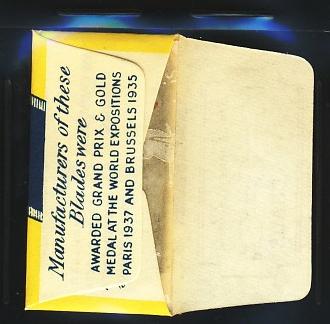 Manufacturers of these
Blades were
AWARDED GRAND PRIX & GOLD
MEDAL AT THE WORLD EXPOSITIONS
PARIS 1937 AND BRUSSELS 1935